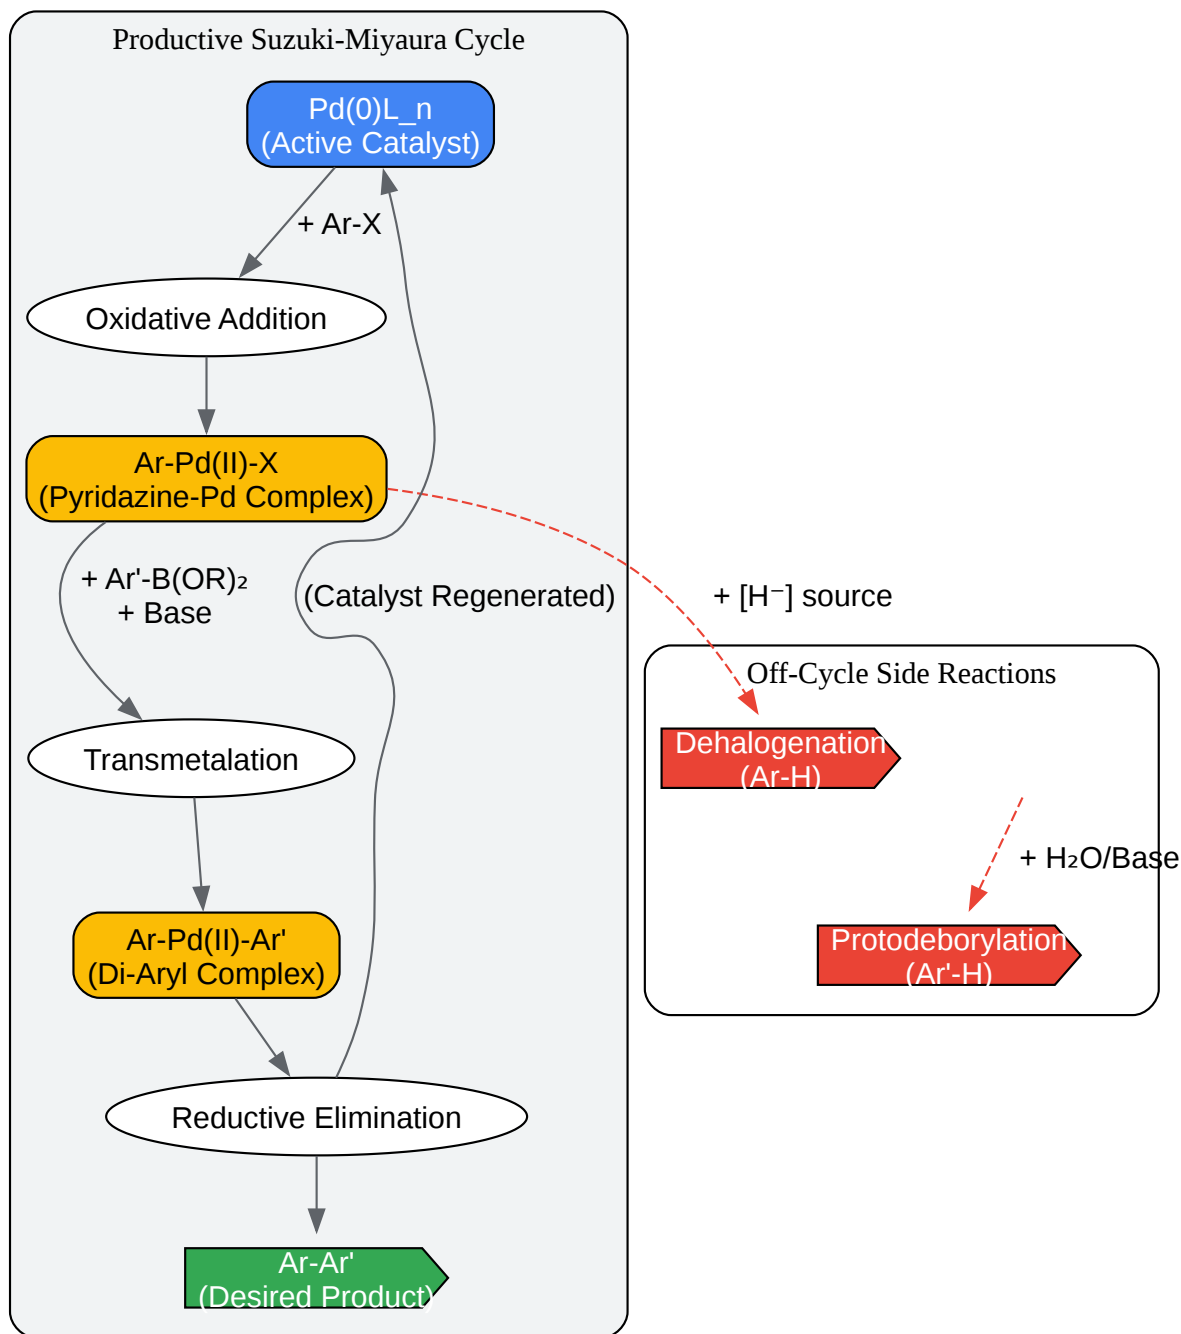 Productive Suzuki-Miyaura Cycle
Pd(0)L_n
(Active Catalyst)
+ Ar-X
Oxidative Addition
Ar-Pd(II)-X
(Pyridazine-Pd Complex)
+ Ar'-B(OR)₂
+ Base
(Catalyst Regenerated)
+ [H⁻] source
Off-Cycle Side Reactions
Dehalogenation
(Ar-H)
Transmetalation
+ H₂O/Base
Ar-Pd(II)-Ar'
(Di-Aryl Complex)
Protodeborylation
(Ar'-H)
Reductive Elimination
Ar-Ar'
(Desired Product)